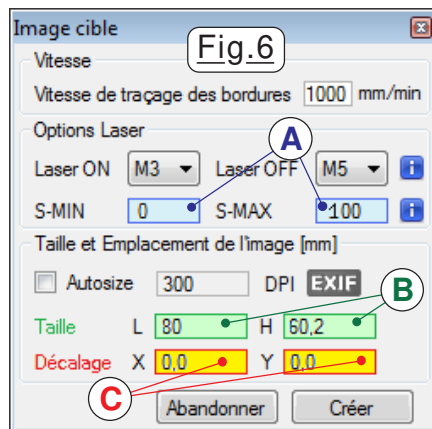 Image cible
Fig.6
Vitesse
Vitesse de traçage des bordures 1000 mm/min
Options Laser
A
Laser ON M3 Laser OFF M5 i
S-MIN 0 S-MAX 100 i
Taille et Emplacement de l'image [mm]
Autosize 300 DPI EXIF
B
Taille L 80 H 60,2
Décalage X 0,0 Y 0,0
C
Abandonner Créer